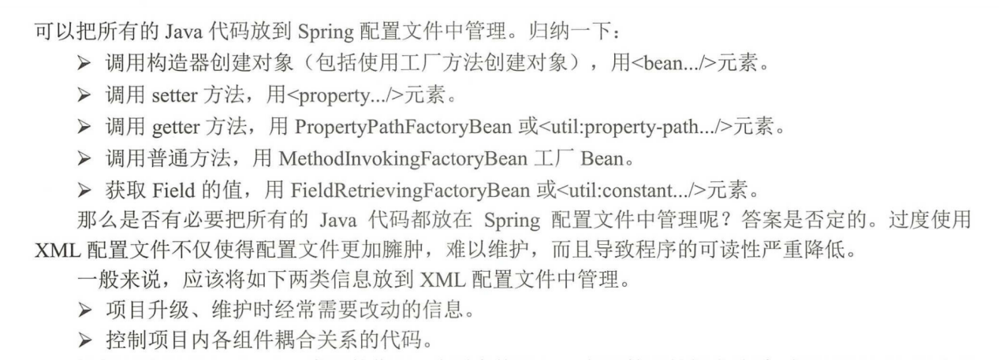 可以把所有的 Java 代码放到 Spring 配置文件中管理。归纳一下：
➢ 调用构造器创建对象（包括使用工厂方法创建对象），用<bean.../>元素。
➢ 调用 setter 方法，用<property.../>元素。
➢ 调用 getter 方法，用 PropertyPathFactoryBean 或<util:property-path.../>元素。
➢ 调用普通方法，用 MethodInvokingFactoryBean 工厂 Bean。
➢ 获取 Field 的值，用 FieldRetrievingFactoryBean 或<util:constant.../>元素。
那么是否有必要把所有的 Java 代码都放在 Spring 配置文件中管理呢？答案是否定的。过度使用
XML 配置文件不仅使得配置文件更加臃肿，难以维护，而且导致程序的可读性严重降低。
一般来说，应该将如下两类信息放到 XML 配置文件中管理。
➢ 项目升级、维护时经常需要改动的信息。
➢ 控制项目内各组件耦合关系的代码。